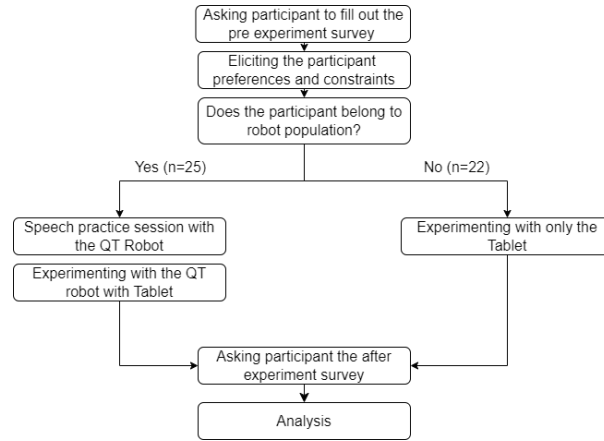 Asking participant to fill out the
pre experiment survey
Eliciting the participant
preferences and constraints
Does the participant belong to
robot population?
Yes (n=25)
No (n=22)
Speech practice session with
the QT Robot
Experimenting with only the
Tablet
Experimenting with the QT
robot with Tablet
Asking participant the after
experiment survey
Analysis